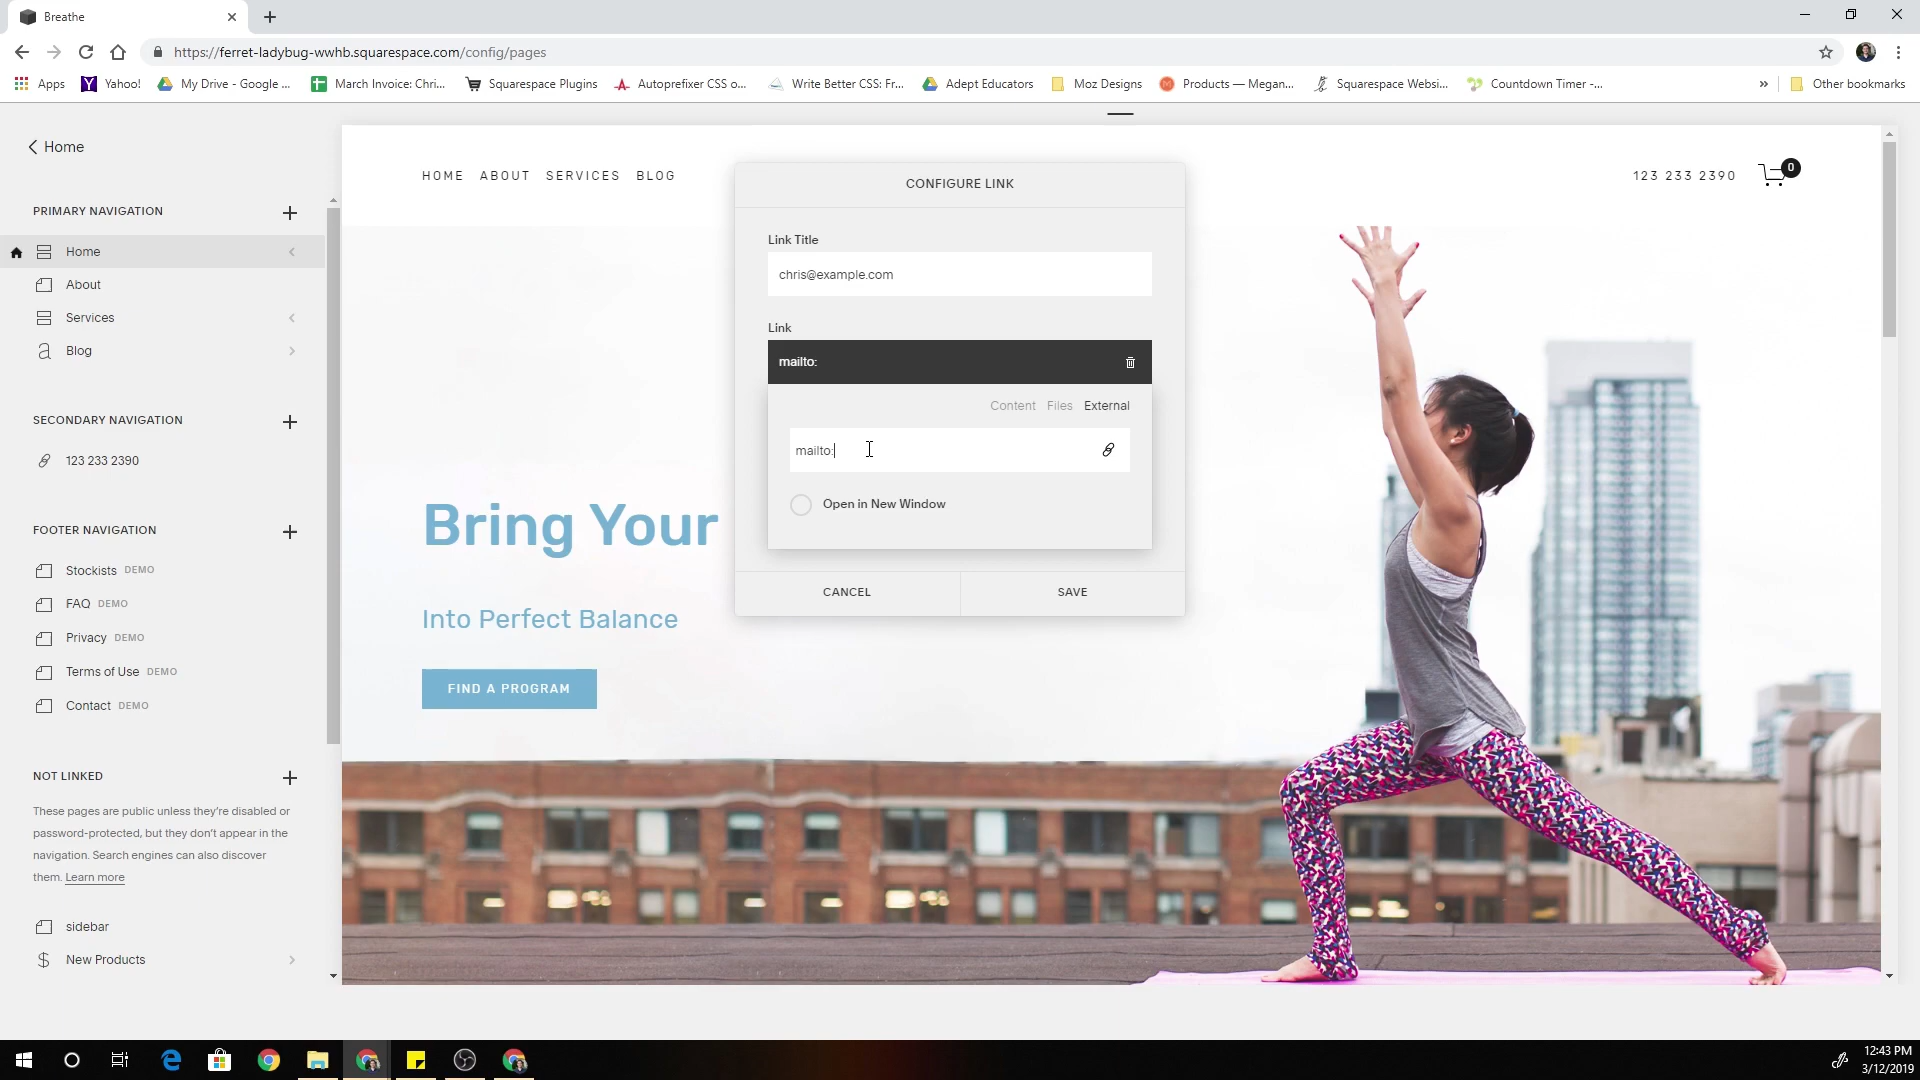 Breathe
https://ferret-ladybug-wwhb.squarespace.com/config/pages
Apps
Yahoo!
My Drive - Google ...
March Invoice: Chri...
Squarespace Plugins
Autoprefixer CSS o...
Write Better CSS: Fr...
Adept Educators
Moz Designs
Products — Megan...
Squarespace Websi...
Countdown Timer -...
»
Other bookmarks
Home
PRIMARY NAVIGATION
Home
About
Services
Blog
SECONDARY NAVIGATION
123 233 2390
FOOTER NAVIGATION
Stockists DEMO
FAQ DEMO
Privacy DEMO
Terms of Use DEMO
Contact DEMO
NOT LINKED
These pages are public unless they're disabled or
password-protected, but they don't appear in the
navigation. Search engines can also discover
them. Learn more
sidebar
New Products
HOME ABOUT SERVICES BLOG
123 233 2390
0
Bring Your
Into Perfect Balance
FIND A PROGRAM
CONFIGURE LINK
Link Title
chris@example.com
Link
mailto:
Content Files External
mailto:
Open in New Window
CANCEL
SAVE
12:43 PM
3/12/2019